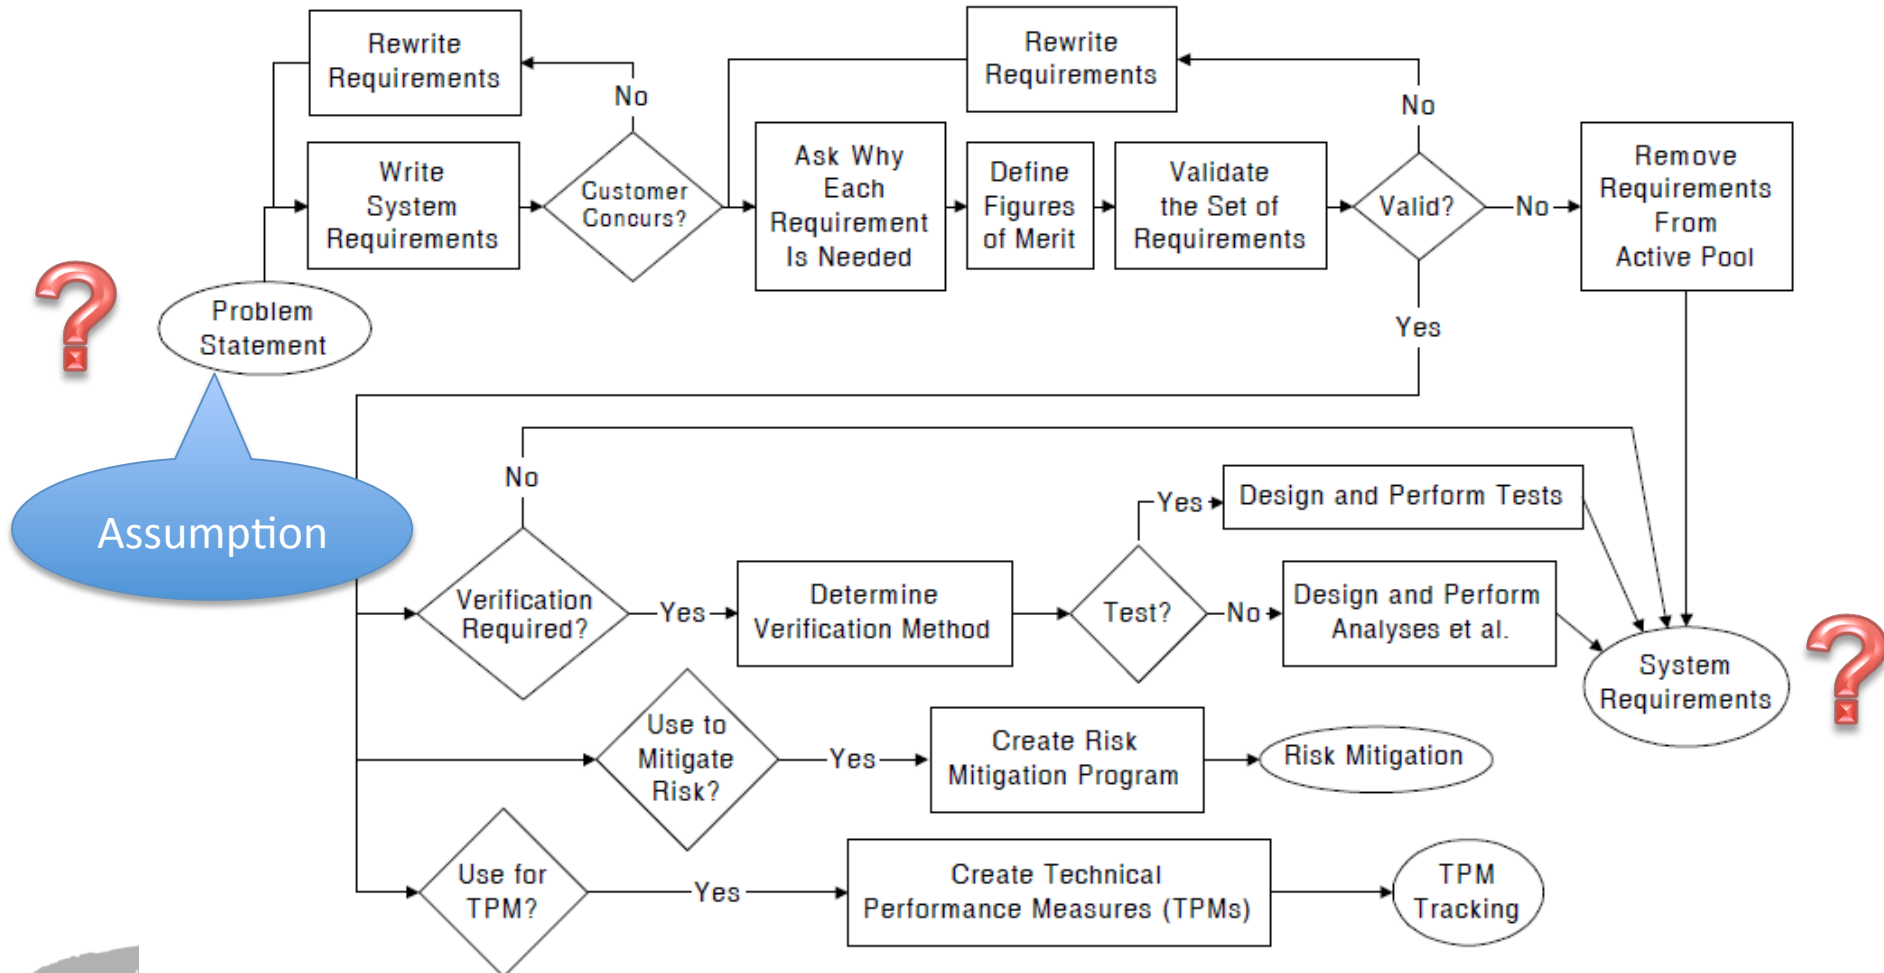 Rewrite
Requirements
No
Write
System
Requirements
Customer
Concurs?
Rewrite
Requirements
Ask Why
Each
Requirement
Is Needed
Define
Figures
of Merit
Validate
the Set of
Requirements
No
Valid?
No
Remove
Requirements
From
Active Pool
Yes
?
Problem
Statement
Assumption
No
Verification
Required?
Yes
Determine
Verification Method
Test?
Yes
Design and Perform Tests
No
Design and Perform
Analyses et al.
System
Requirements
?
Use to
Mitigate
Risk?
Yes
Create Risk
Mitigation Program
Risk Mitigation
Use for
TPM?
Yes
Create Technical
Performance Measures (TPMs)
TPM
Tracking